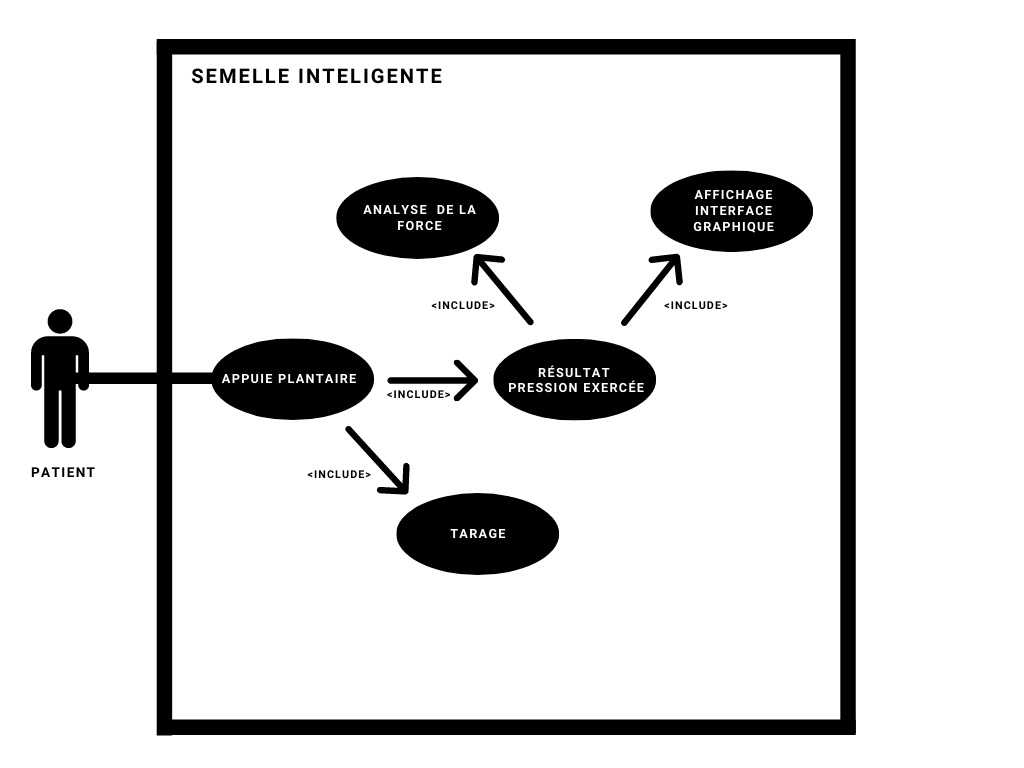 SEMELLE INTELIGENTE
ANALYSE DE LA
FORCE
AFFICHAGE
INTERFACE
GRAPHIQUE
<INCLUDE>
<INCLUDE>
APPUIE PLANTAIRE
<INCLUDE>
RÉSULTAT
PRESSION EXERCÉE
PATIENT
<INCLUDE>
TARAGE